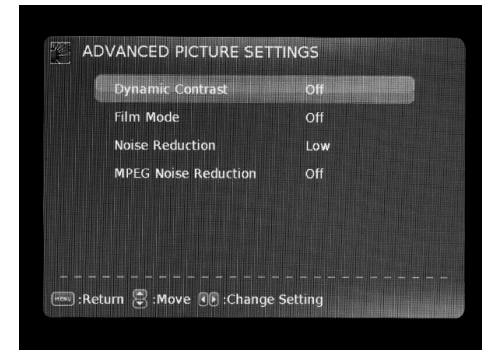 ADVANCED PICTURE SETTINGS
Dynamic Contrast Off
Film Mode Off
Noise Reduction Low
MPEG Noise Reduction Off
MENU :Return :Move :Change Setting